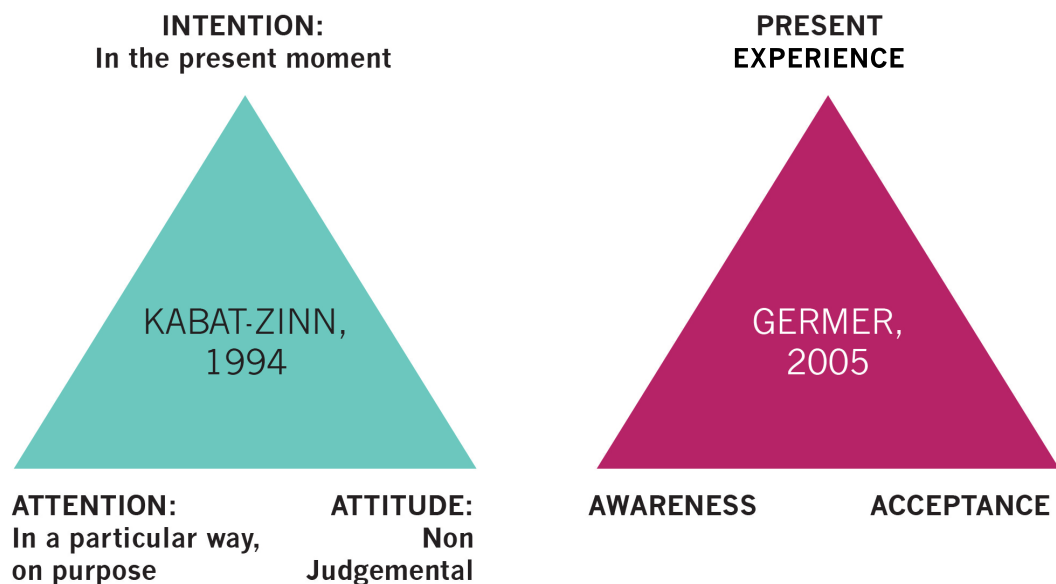 INTENTION:
In the present moment
KABAT-ZINN,
1994
ATTENTION:
In a particular way,
on purpose
ATTITUDE:
Non
Judgemental
PRESENT
EXPERIENCE
GERMER,
2005
AWARENESS
ACCEPTANCE